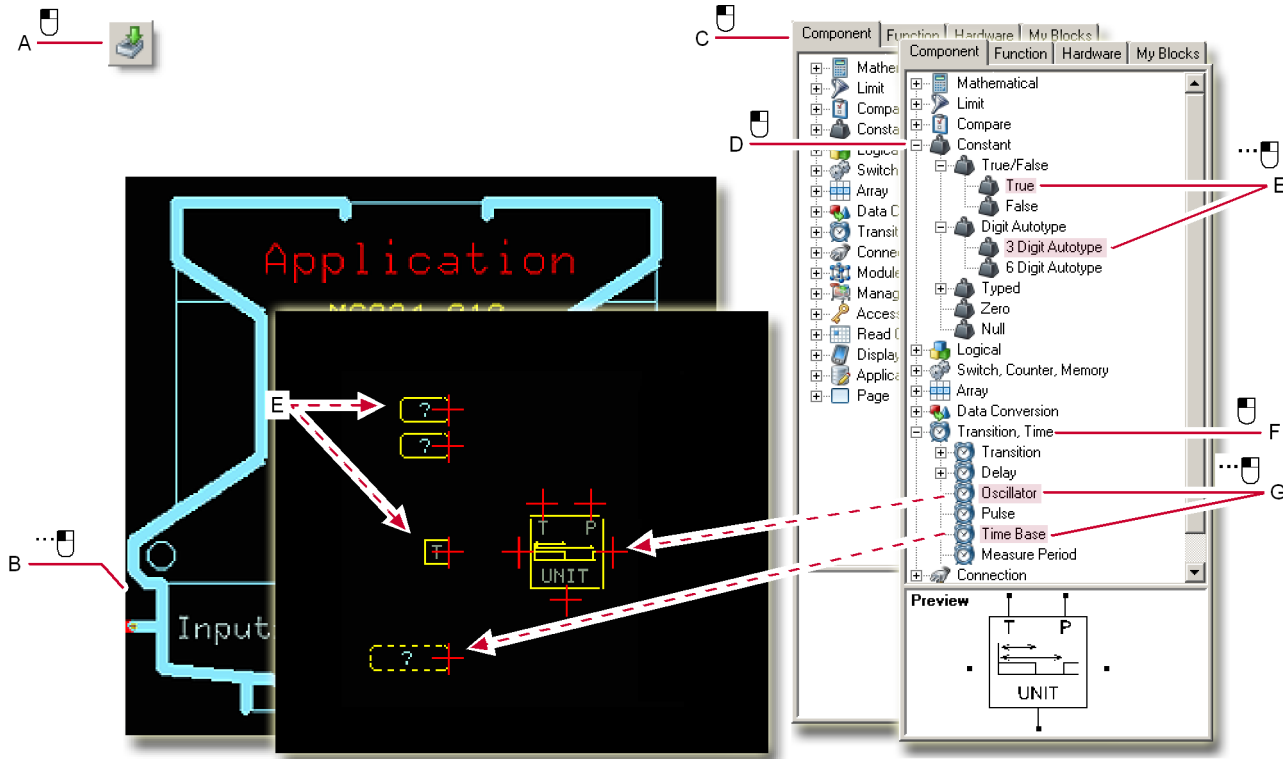 A
C
Component Function Hardware My Blocks
Limit
Array
Page
D
Component Function Hardware My Blocks
Mathematical
Limit
Compare
Constant
True/False
True
False
Digit Autotype
3 Digit Autotype
6 Digit Autotype
Typed
Zero
Null
Logical
Switch, Counter, Memory
Array
Data Conversion
Transition, Time
Transition
Delay
Oscillator
Pulse
Time Base
Measure Period
Connection
Preview
T P
UNIT
E
F
G
Application
B
Input
E
?
?
T
T P
UNIT
?